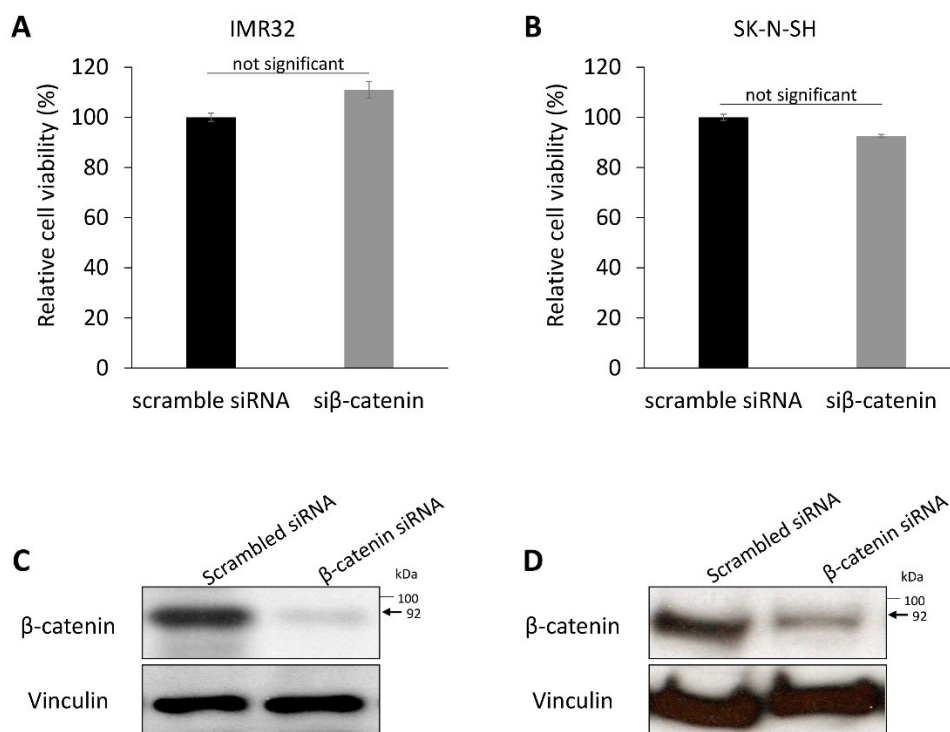 A
IMR32
Relative cell viability (%)
120
100
80
60
40
20
0
not significant
scramble siRNA
siβ-catenin
B
SK-N-SH
Relative cell viability (%)
120
100
80
60
40
20
0
not significant
scramble siRNA
siβ-catenin
C
Scrambled siRNA
β-catenin siRNA
kDa
100
92
β-catenin
Vinculin
D
Scrambled siRNA
β-catenin siRNA
kDa
100
92
β-catenin
Vinculin